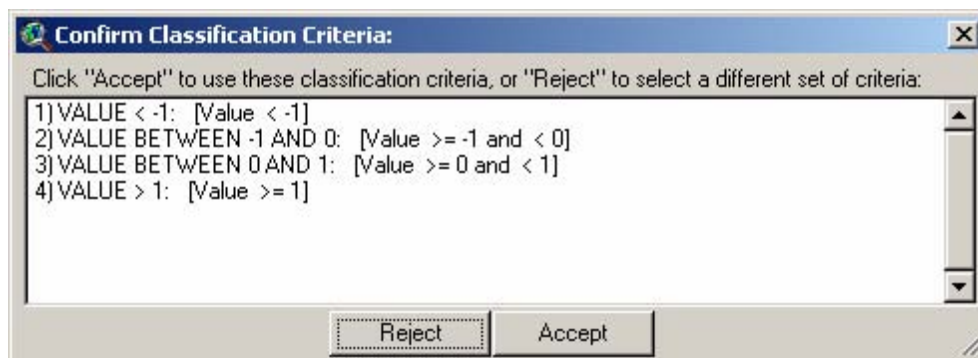 Confirm Classification Criteria:
Click "Accept" to use these classification criteria, or "Reject" to select a different set of criteria:
1) VALUE < -1: [Value < -1]
2) VALUE BETWEEN -1 AND 0: [Value >= -1 and < 0]
3) VALUE BETWEEN 0 AND 1: [Value >= 0 and < 1]
4) VALUE > 1: [Value >= 1]
Reject Accept